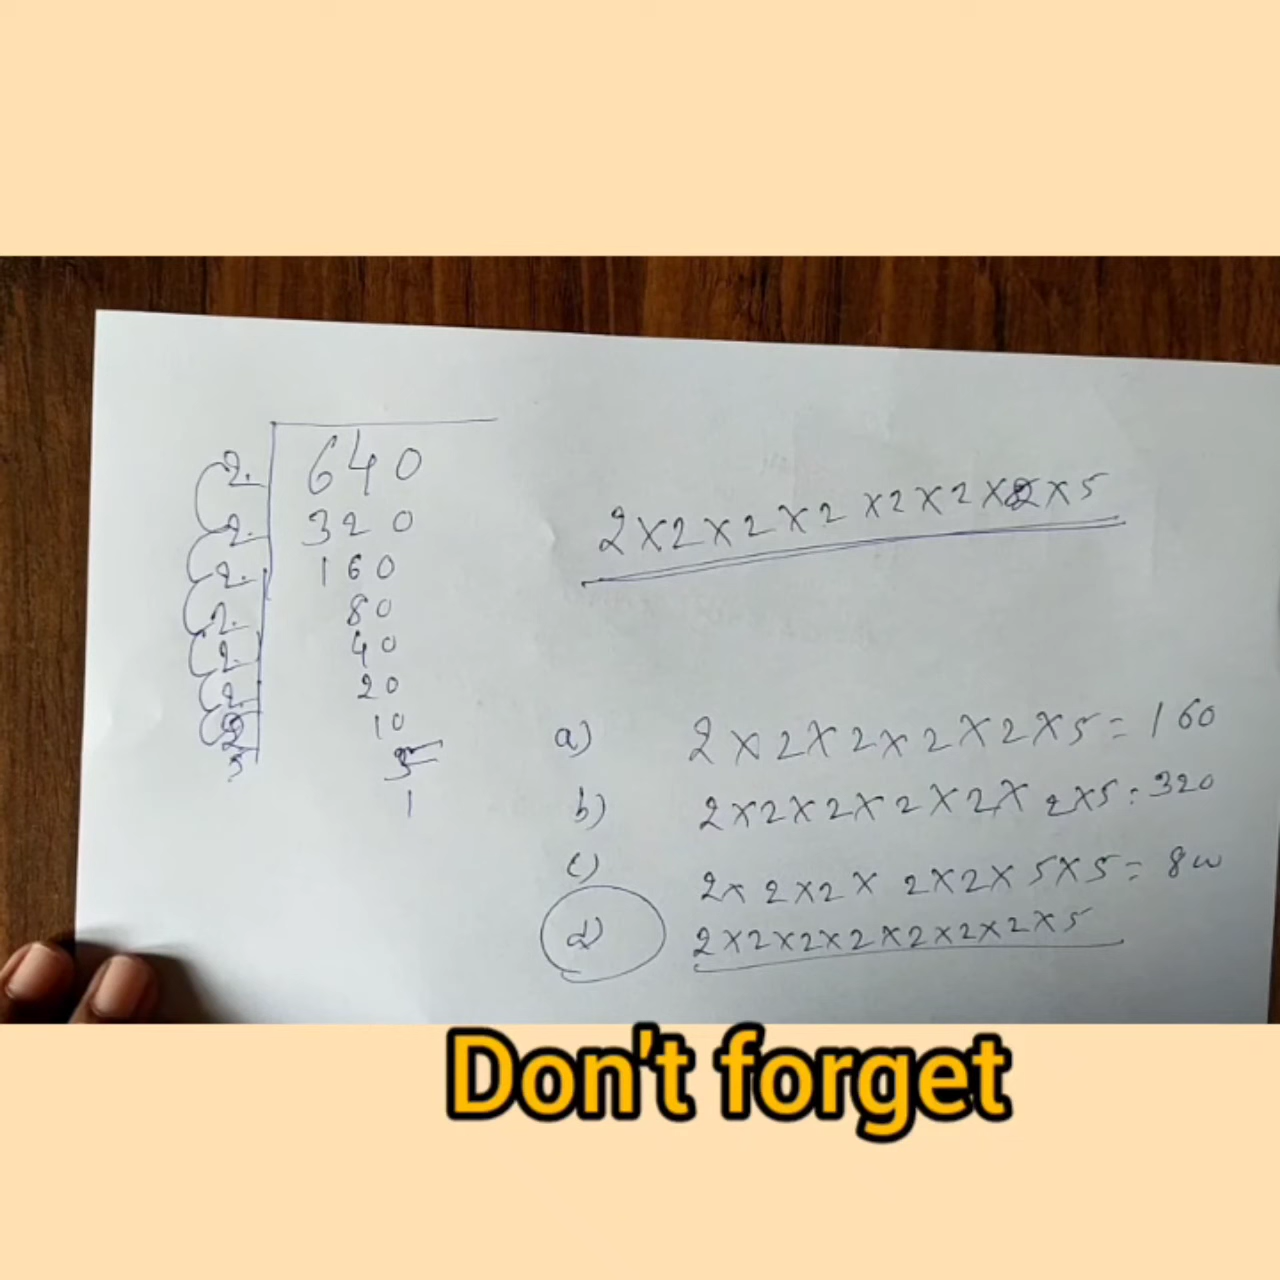 2 640
2 320
2 160
2 80
2 40
2 20
2 10
5 5
1
2×2×2×2×2×2×2×5
a) 2×2×2×2×2×5=160
b) 2×2×2×2×2×2×5=320
c) 2×2×2×2×2×5×5=800
d) 2×2×2×2×2×2×2×5
Don't forget